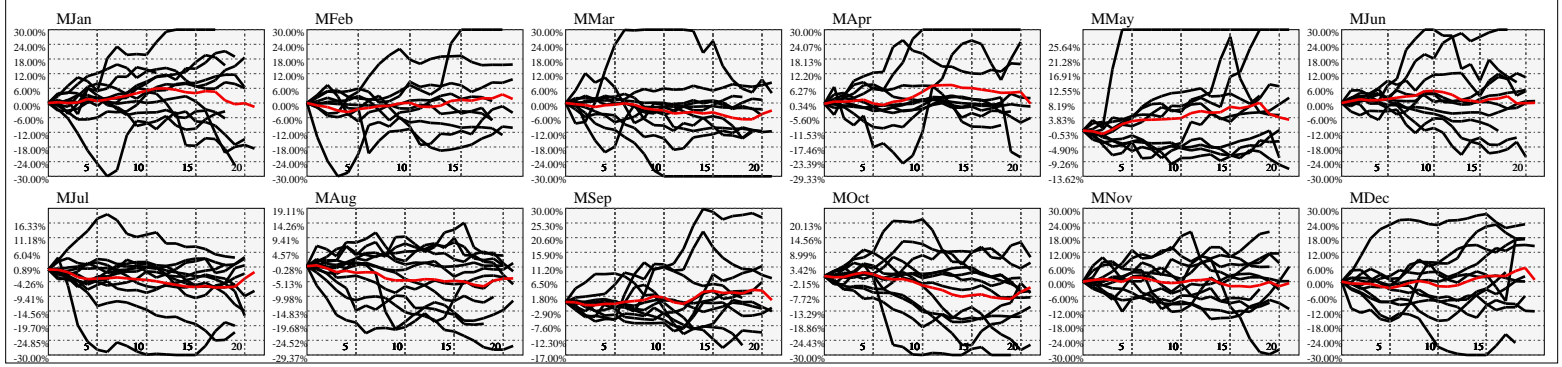 MJan MFeb MMar MApr MMay MJun
30.00% 30.00% 30.00% 30.00% 30.00%
24.00% 24.00% 24.00% 24.07% 25.64% 24.00%
18.00% 18.00% 18.00% 18.14% 21.28% 18.00%
12.00% 12.00% 12.00% 12.20% 16.91% 12.00%
6.00% 6.00% 6.00% 6.27% 12.55% 6.00%
0.00% 0.00% 0.00% 0.34% 8.19% 0.00%
-6.00% -6.00% -6.00% -5.60% 3.83% -6.00%
-12.00% -12.00% -12.00% -11.53% -0.53% -12.00%
-18.00% -18.00% -18.00% -17.46% -4.90% -18.00%
-24.00% -24.00% -24.00% -23.39% -9.26% -24.00%
-30.00% -30.00% -30.00% -29.33% -13.62% -30.00%
5 10 15 20 5 10 15 5 10 15 20 5 10 15 20 5 10 15 20 5 10 15 20
MJul MAug MSep MOct MNov MDec
19.11% 30.00% 30.00% 30.00%
16.33% 14.26% 25.30% 20.13% 24.00% 24.00%
11.18% 9.41% 20.60% 14.56% 18.00% 18.00%
6.04% 4.57% 15.90% 8.99% 12.00% 12.00%
0.89% -0.28% 11.20% 3.42% 6.00% 6.00%
-4.26% -5.13% 6.50% -2.15% 0.00% 0.00%
-9.41% -9.98% 1.80% -7.72% -6.00% -6.00%
-14.56% -14.83% -2.90% -13.29% -12.00% -12.00%
-19.70% -19.68% -7.60% -18.86% -18.00% -18.00%
-24.85% -24.52% -12.30% -24.43% -24.00% -24.00%
-30.00% -29.37% -17.00% -30.00% -30.00% -30.00%
5 10 15 20 5 10 15 20 5 10 15 20 5 10 15 20 5 10 15 20 5 10 15